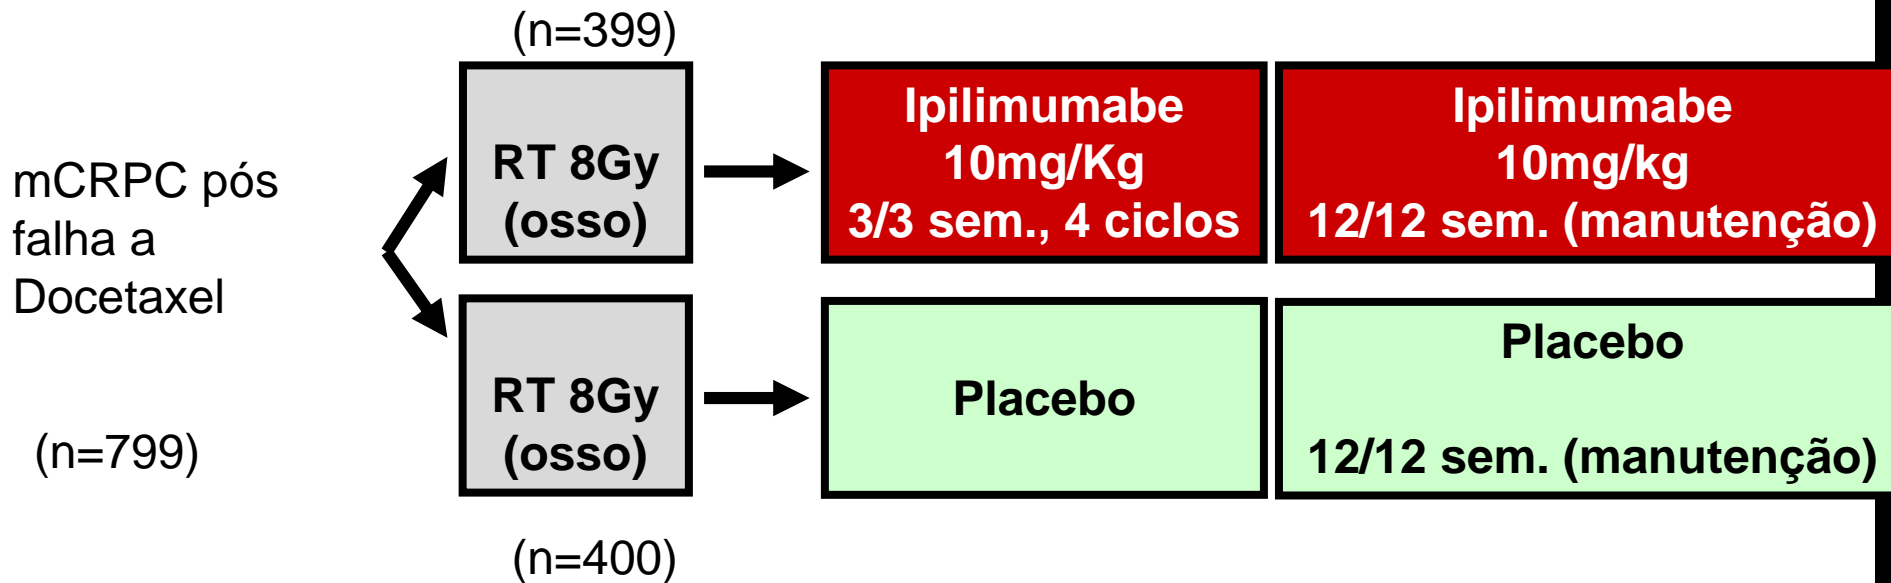 (n=399)
mCRPC pós
falha a
Docetaxel
(n=799)
RT 8Gy
(osso)
Ipilimumabe
10mg/Kg
3/3 sem., 4 ciclos
Ipilimumabe
10mg/kg
12/12 sem. (manutenção)
RT 8Gy
(osso)
Placebo
Placebo
12/12 sem. (manutenção)
(n=400)